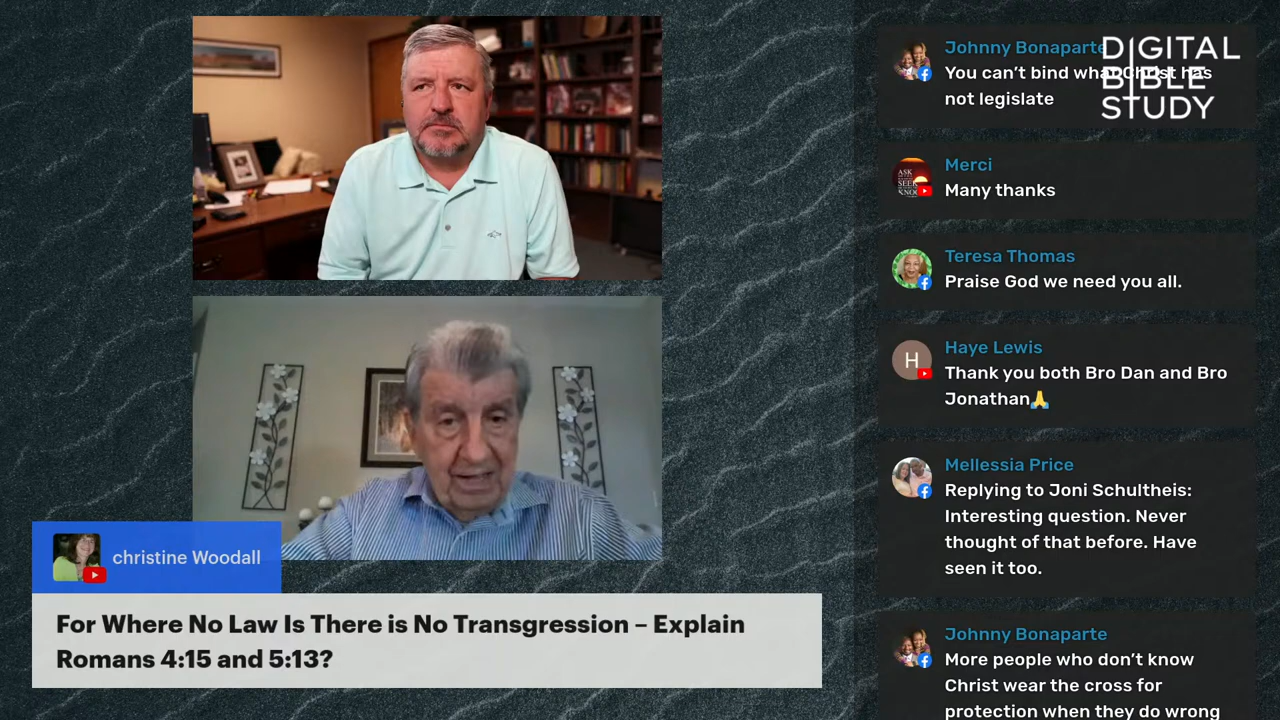 DIGITAL
BIBLE
STUDY
Johnny Bonaparte
You can’t bind what Christ has
not legislate
Merci
ASK
SEEK
KNO
Many thanks
Teresa Thomas
Praise God we need you all.
H
Haye Lewis
Thank you both Bro Dan and Bro
Jonathan🙏
Mellessia Price
Replying to Joni Schultheis:
Interesting question. Never
thought of that before. Have
seen it too.
Johnny Bonaparte
More people who don’t know
Christ wear the cross for
protection when they do wrong
christine Woodall
For Where No Law Is There is No Transgression – Explain
Romans 4:15 and 5:13?